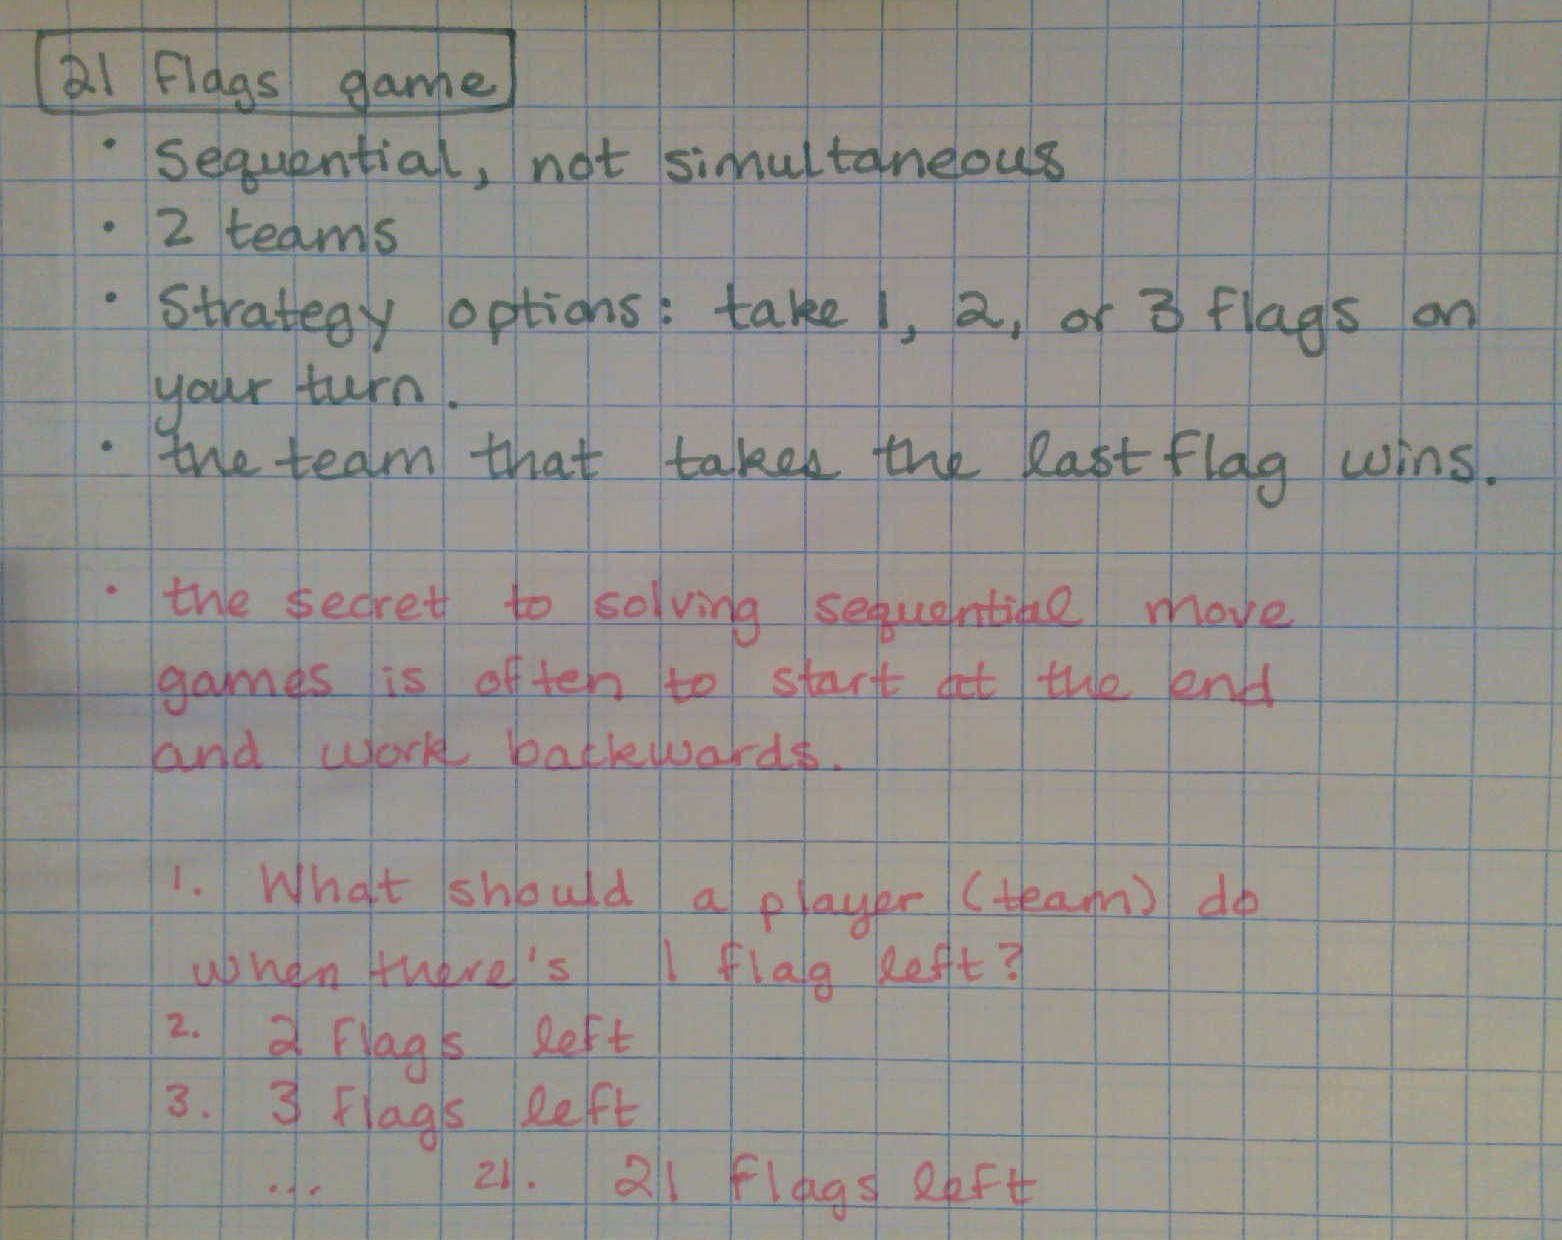 21 flags game
• Sequential, not simultaneous
• 2 teams
• Strategy options: take 1, 2, or 3 flags on
your turn.
• the team that takes the last flag wins.
• the secret to solving sequential move
games is often to start at the end
and work backwards.
1. What should a player (team) do
when there's 1 flag left?
2. 2 flags left
3. 3 flags left
... 21. 21 flags left